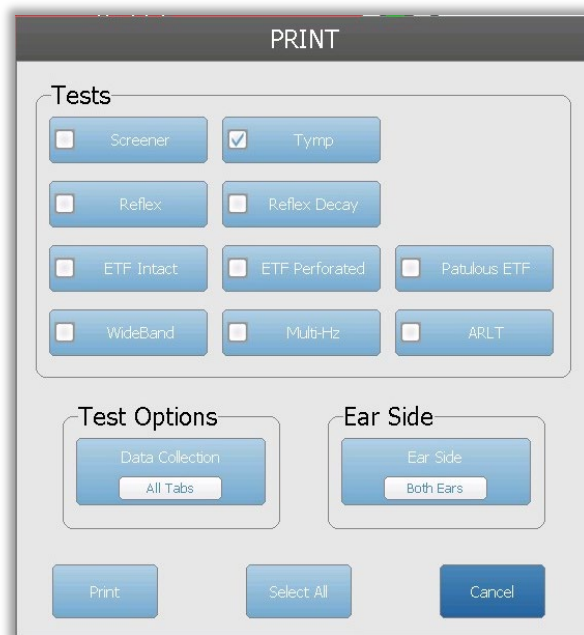 PRINT
Tests
Screener
Tymp
Reflex
Reflex Decay
ETF Intact
ETF Perforated
Patulous ETF
WideBand
Multi-Hz
ARLT
Test Options
Data Collection
All Tabs
Ear Side
Ear Side
Both Ears
Print
Select All
Cancel